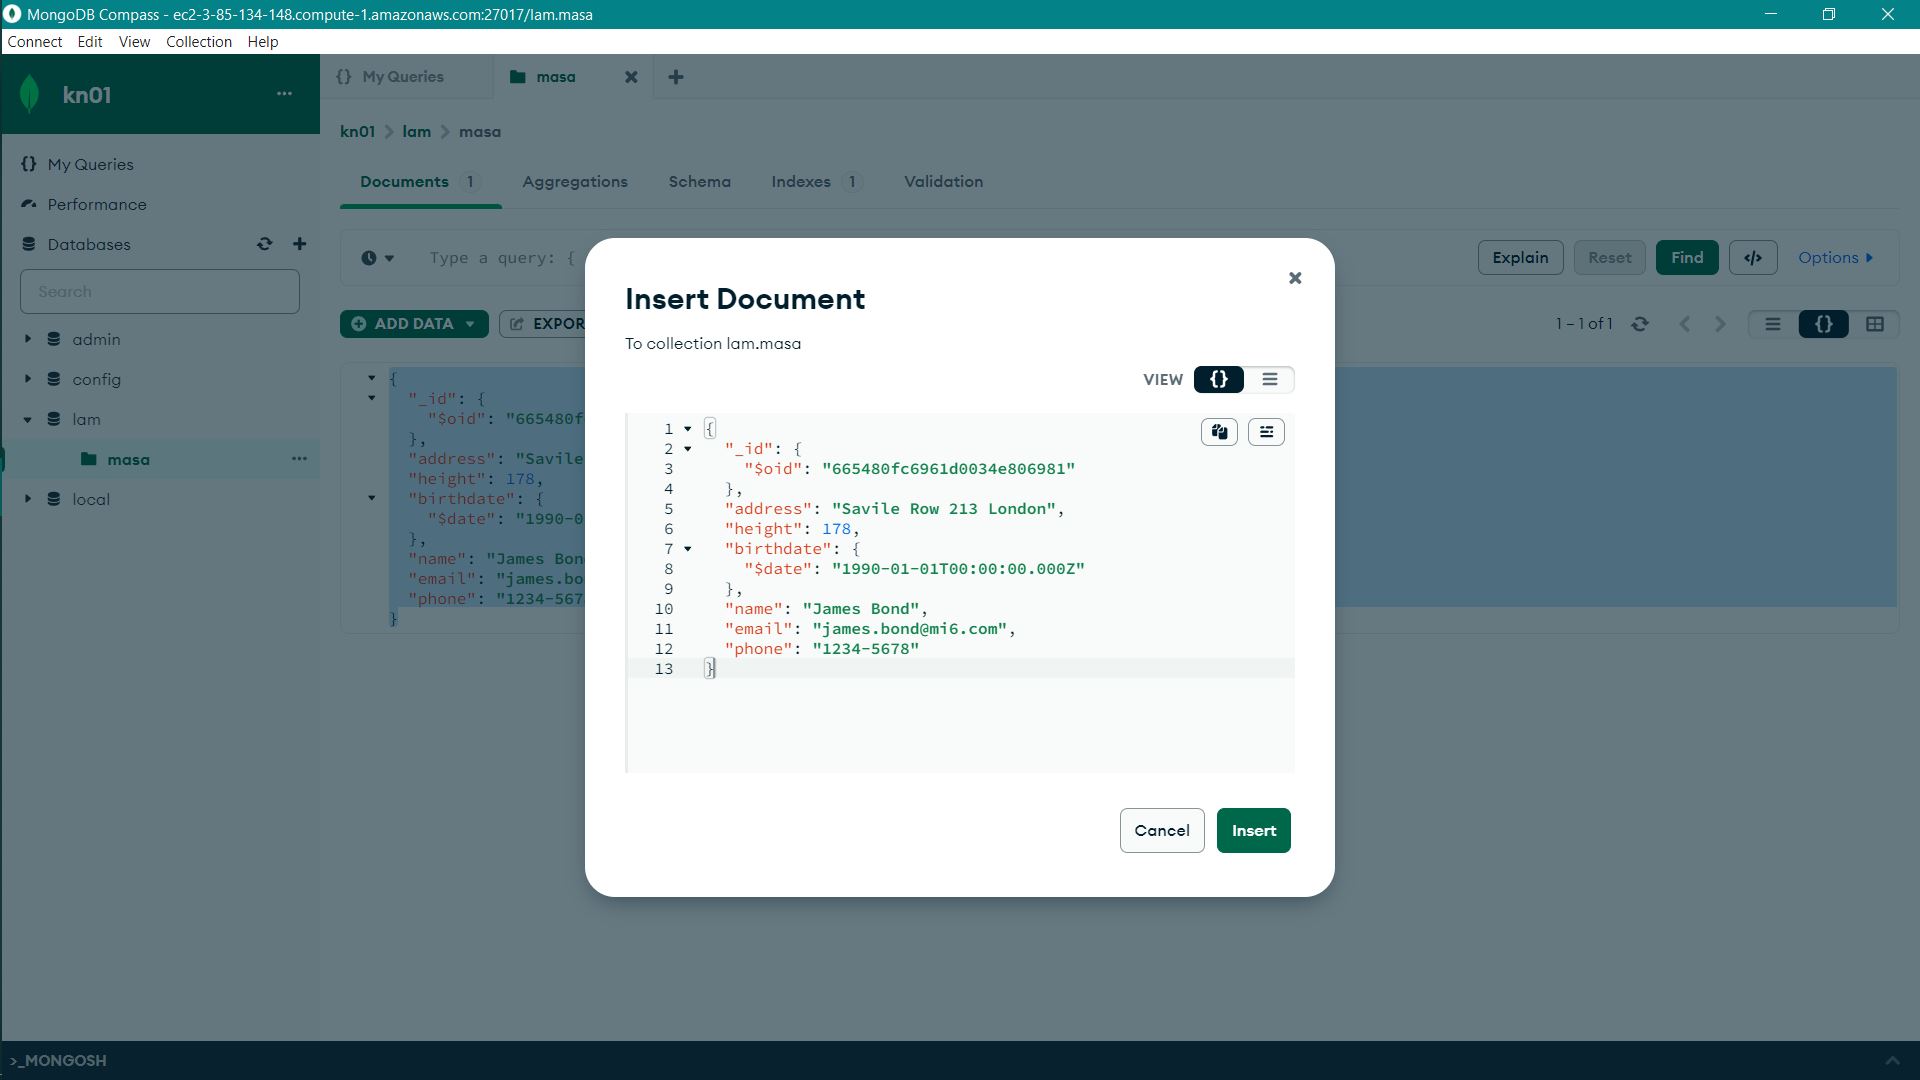 MongoDB Compass - ec2-3-85-134-148.compute-1.amazonaws.com:27017/lam.masa
Connect Edit View Collection Help
kn01 ...
{} My Queries
Performance
Databases
Search
admin
config
lam
masa ...
local
{} My Queries masa
kn01 > lam > masa
Documents 1 Aggregations Schema Indexes 1 Validation
Type a query: { Explain Reset Find </> Options
ADD DATA EXPOR 1 – 1 of 1 {}
{
"_id": {
"$oid": "665480f
},
"address": "Savile
"height": 178,
"birthdate": {
"$date": "1990-0
},
"name": "James Bon
"email": "james.bo
"phone": "1234-567
}
Insert Document
To collection lam.masa
VIEW {}
1 {
2 "_id": {
3 "$oid": "665480fc6961d0034e806981"
4 },
5 "address": "Savile Row 213 London",
6 "height": 178,
7 "birthdate": {
8 "$date": "1990-01-01T00:00:00.000Z"
9 },
10 "name": "James Bond",
11 "email": "james.bond@mi6.com",
12 "phone": "1234-5678"
13 }
Cancel Insert
>_MONGOSH